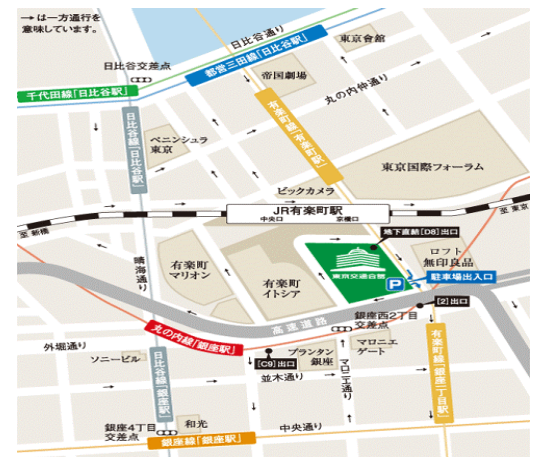 → は一方通行を
意味しています。
日比谷通り
都営三田線「日比谷駅」
東京會舘
日比谷交差点
帝国劇場
千代田線「日比谷駅」
丸の内仲通り
日比谷線「日比谷駅」
有楽町線「有楽町駅」
ペニンシュラ
東京
東京国際フォーラム
ビックカメラ
JR有楽町駅
中央口
京橋口
至 新橋
至 東京
地下直結[D8]出口
晴海通り
有楽町
マリオン
有楽町
イトシア
東京交通会館
ロフト
無印良品
P
駐車場出入口
[2]出口
高速道路
銀座西2丁目
交差点
丸の内線「銀座駅」
外堀通り
ソニービル
[C9]出口
プランタン
銀座
マロニエ
ゲート
並木通り
マロニエ通り
日比谷線「銀座駅」
有楽町線「銀座一丁目駅」
銀座4丁目
交差点
和光
中央通り
銀座線「銀座駅」